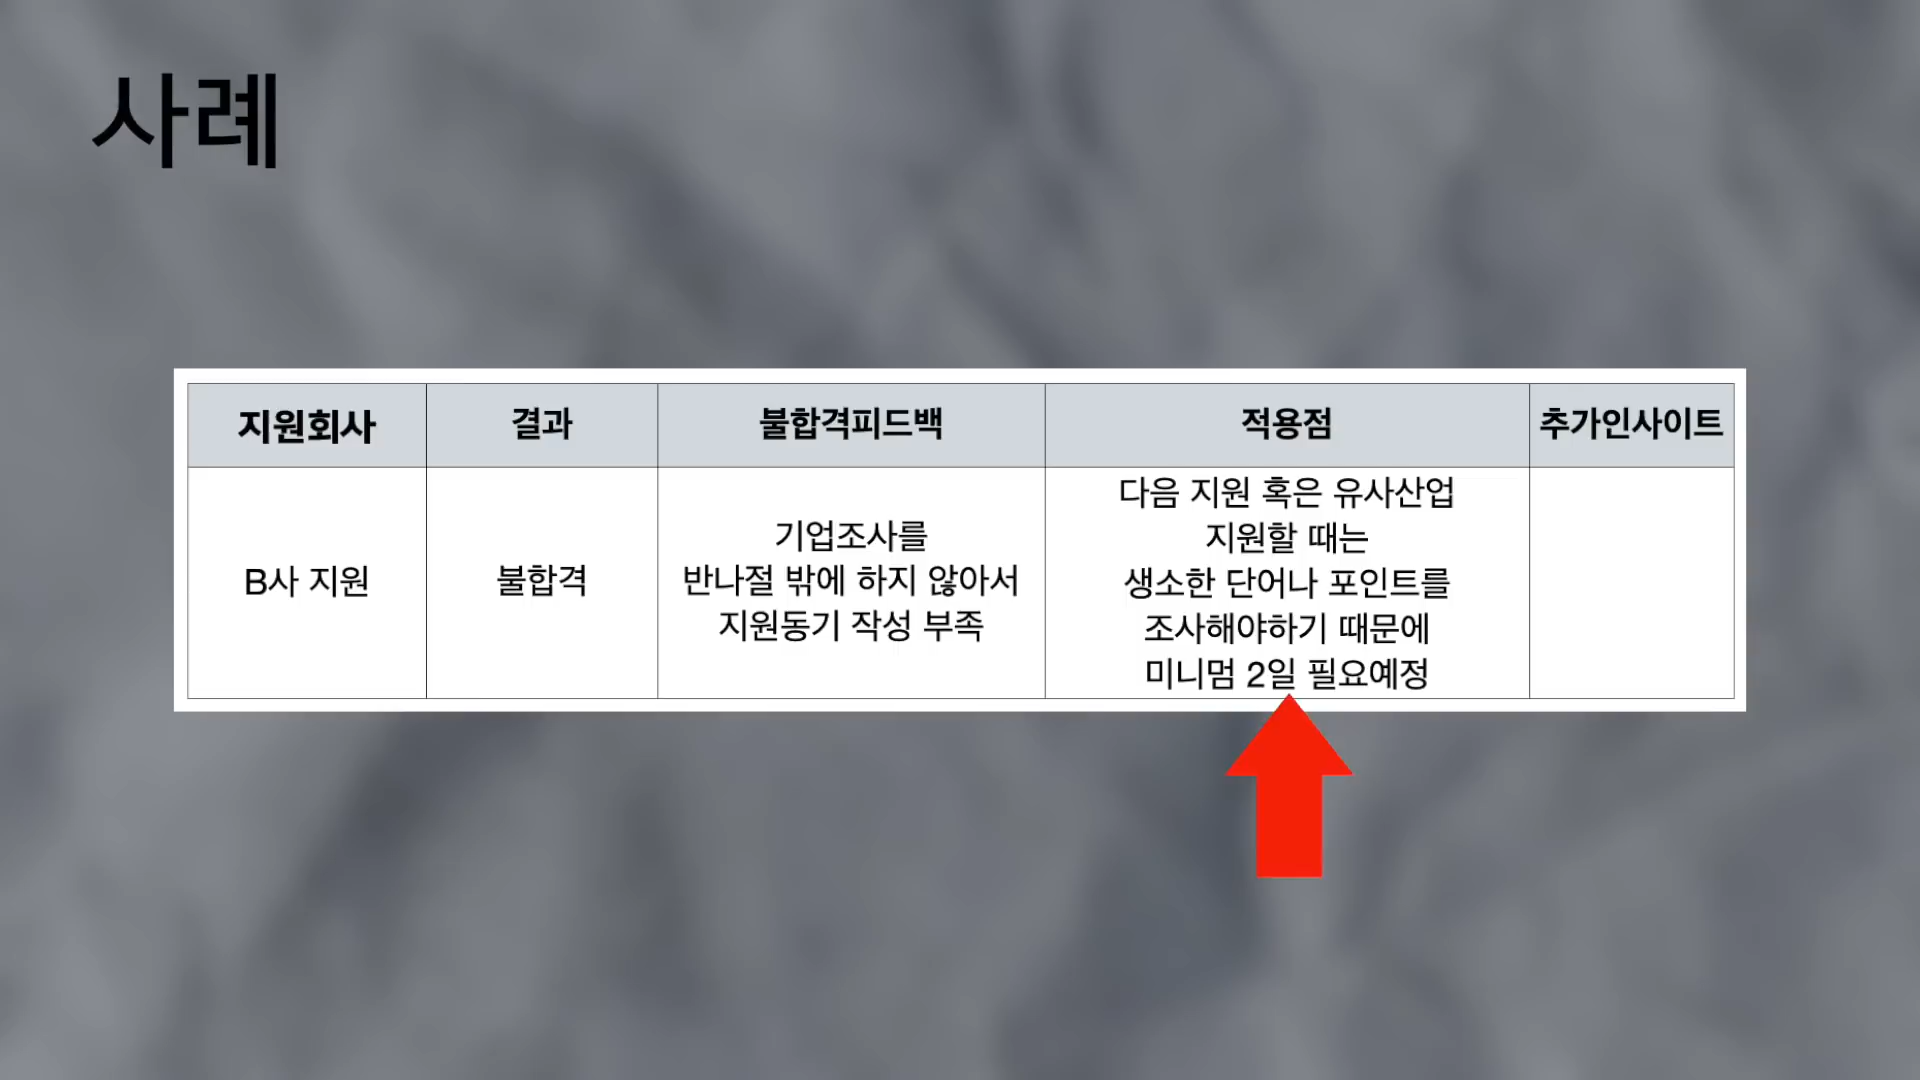 사례
지원회사
결과
불합격피드백
적용점
추가인사이트
B사 지원
불합격
기업조사를
반나절 밖에 하지 않아서
지원동기 작성 부족
다음 지원 혹은 유사산업
지원할 때는
생소한 단어나 포인트를
조사해야하기 때문에
미니멈 2일 필요예정